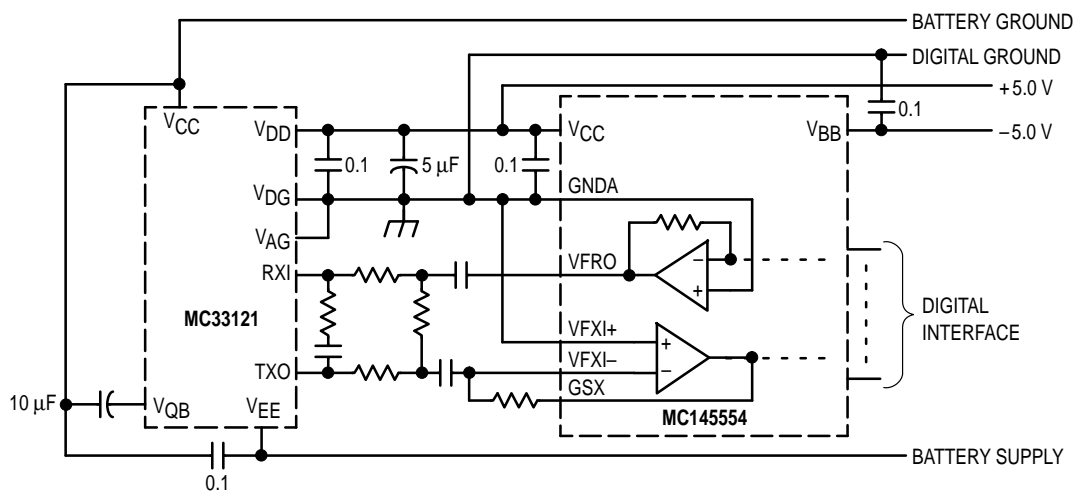 BATTERY GROUND
DIGITAL GROUND
+5.0 V
0.1
–5.0 V
VCC
VDD
VCC
VBB
0.1
5 µF
0.1
VDG
GNDA
VAG
RXI
VFRO
–
+
MC33121
DIGITAL
INTERFACE
VFXI+
+
TXO
VFXI–
–
GSX
10 µF
VQB
VEE
MC145554
BATTERY SUPPLY
0.1